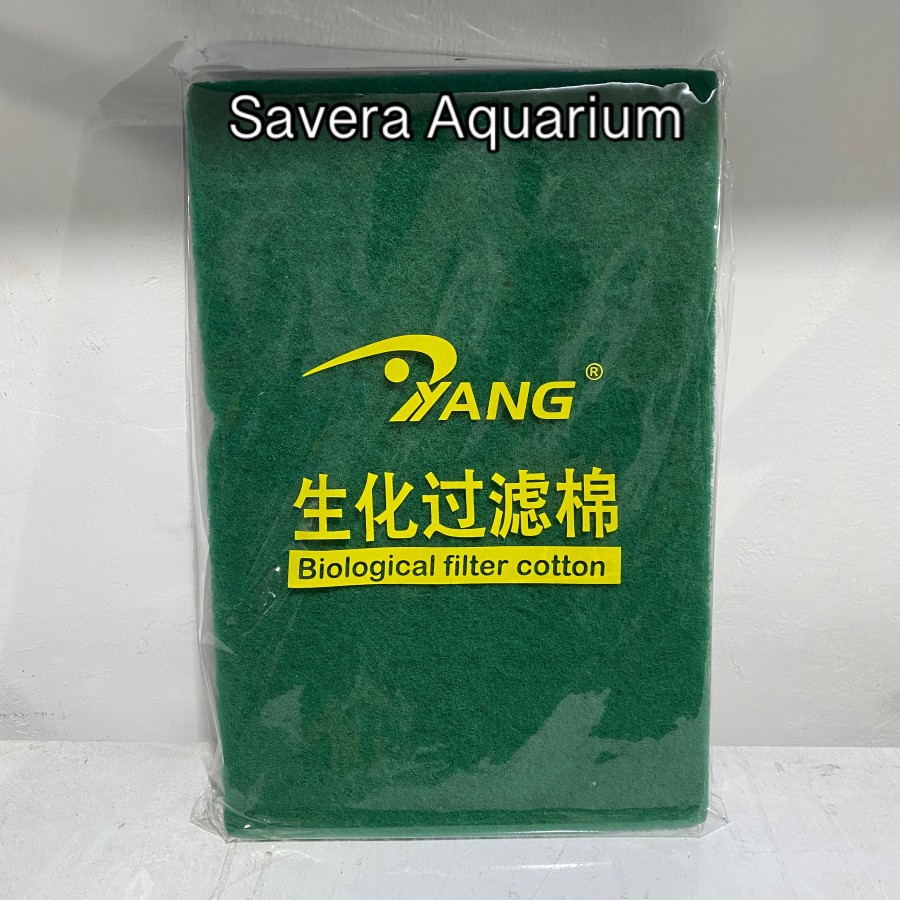 Savera Aquarium
YANG®
生化过滤棉
Biological filter cotton